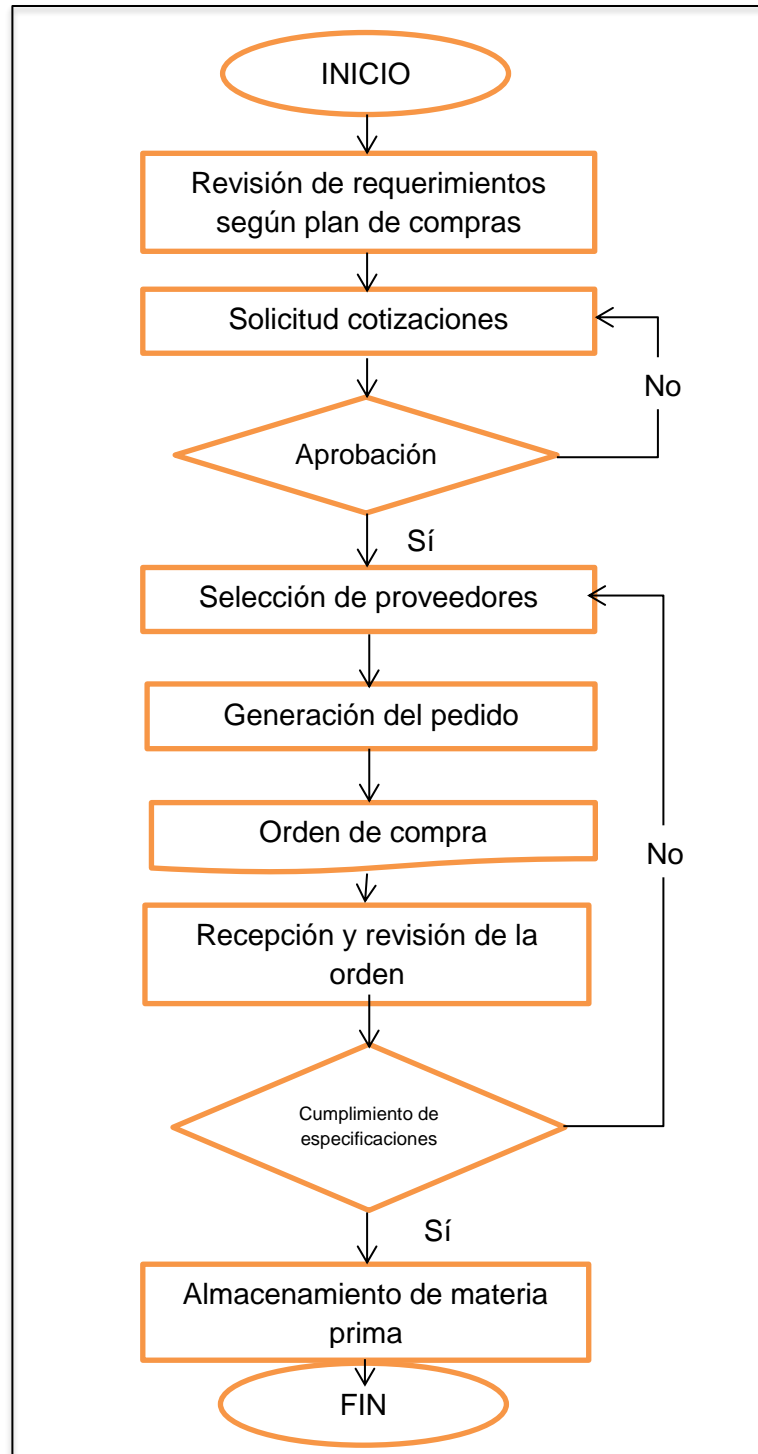 INICIO
Revisión de requerimientos
según plan de compras
Solicitud cotizaciones
No
Aprobación
Sí
Selección de proveedores
Generación del pedido
Orden de compra
No
Recepción y revisión de la
orden
Cumplimiento de
especificaciones
Sí
Almacenamiento de materia
prima
FIN